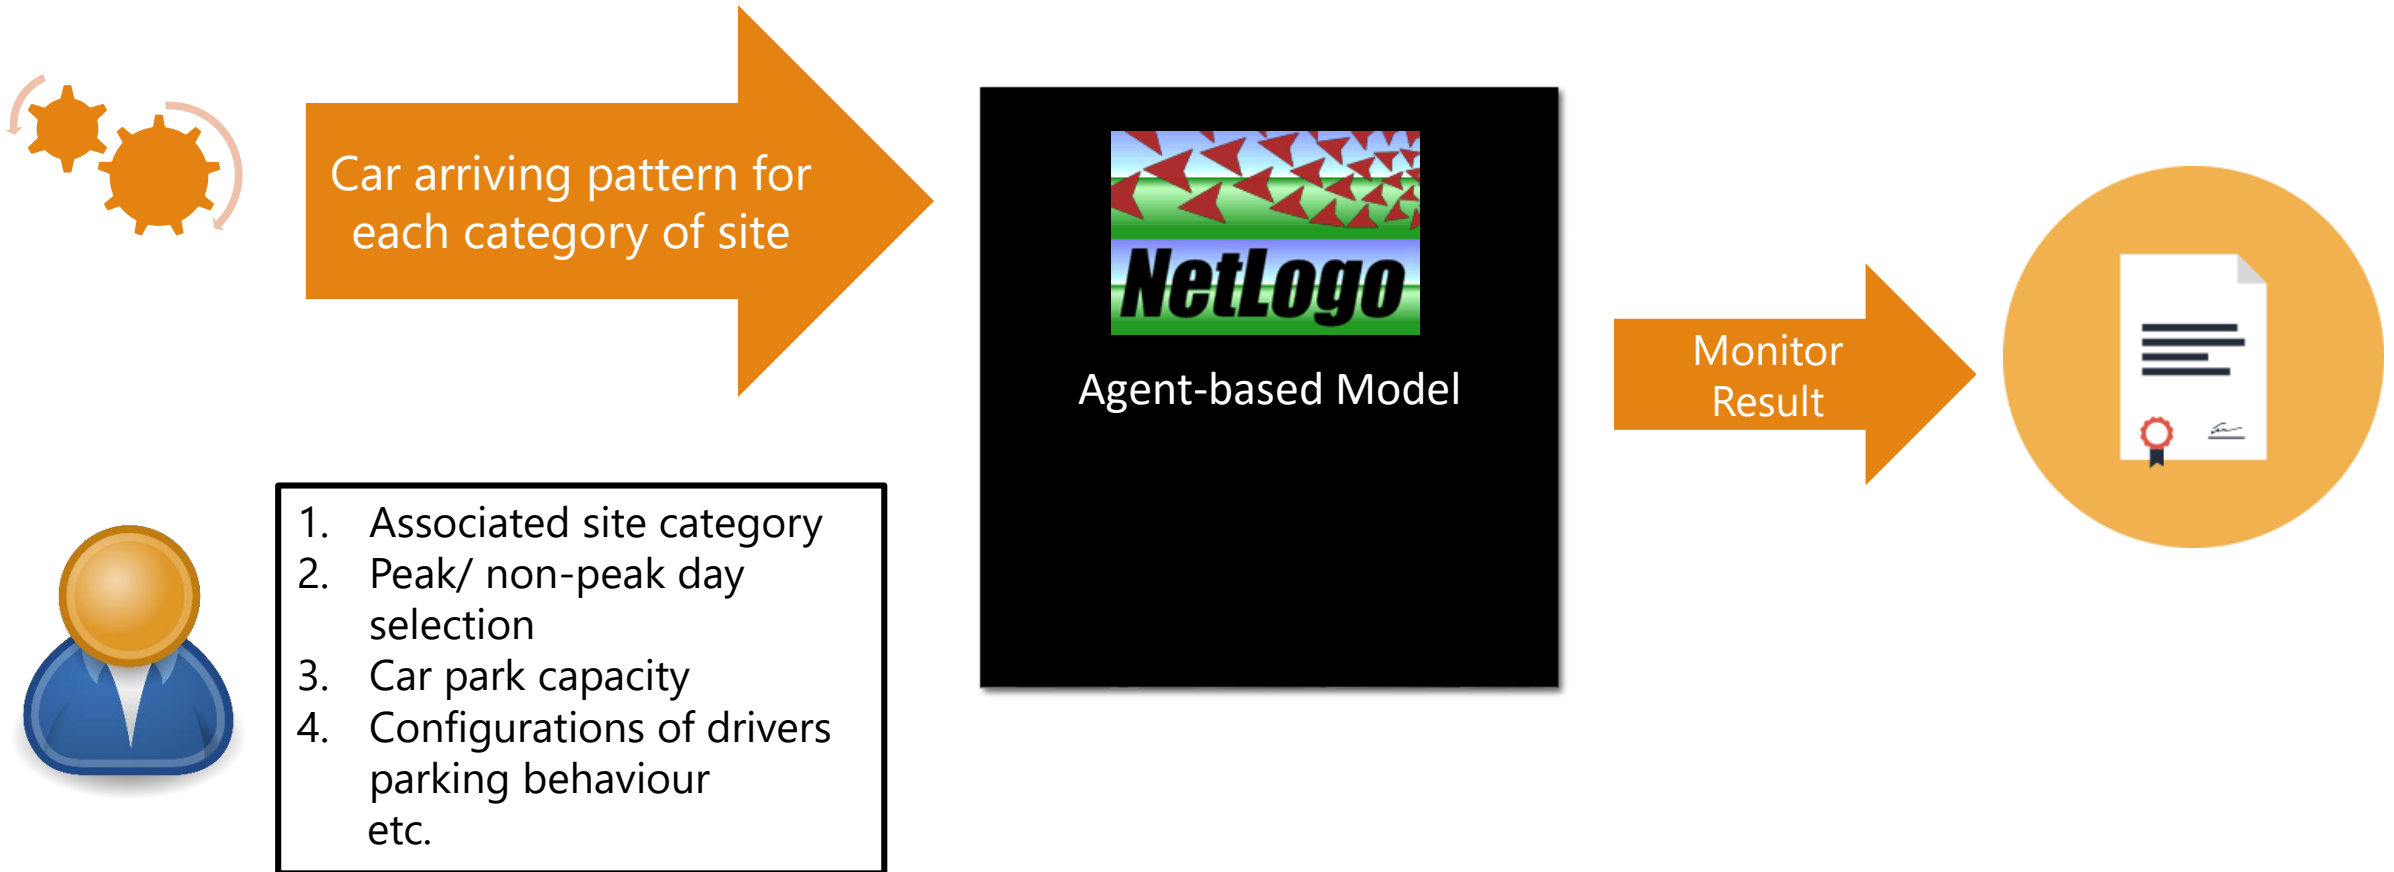 Car arriving pattern for
each category of site
NetLogo
Agent-based Model
Monitor
Result
1. Associated site category
2. Peak/ non-peak day
selection
3. Car park capacity
4. Configurations of drivers
parking behaviour
etc.